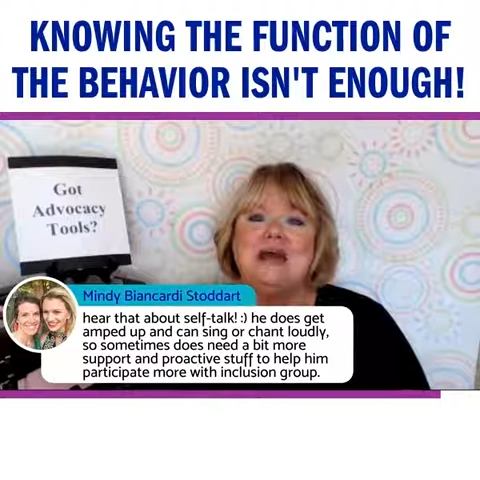 KNOWING THE FUNCTION OF
THE BEHAVIOR ISN'T ENOUGH!
Got
Advocacy
Tools?
Mindy Biancardi Stoddart
hear that about self-talk! :) he does get
amped up and can sing or chant loudly,
so sometimes does need a bit more
support and proactive stuff to help him
participate more with inclusion group.